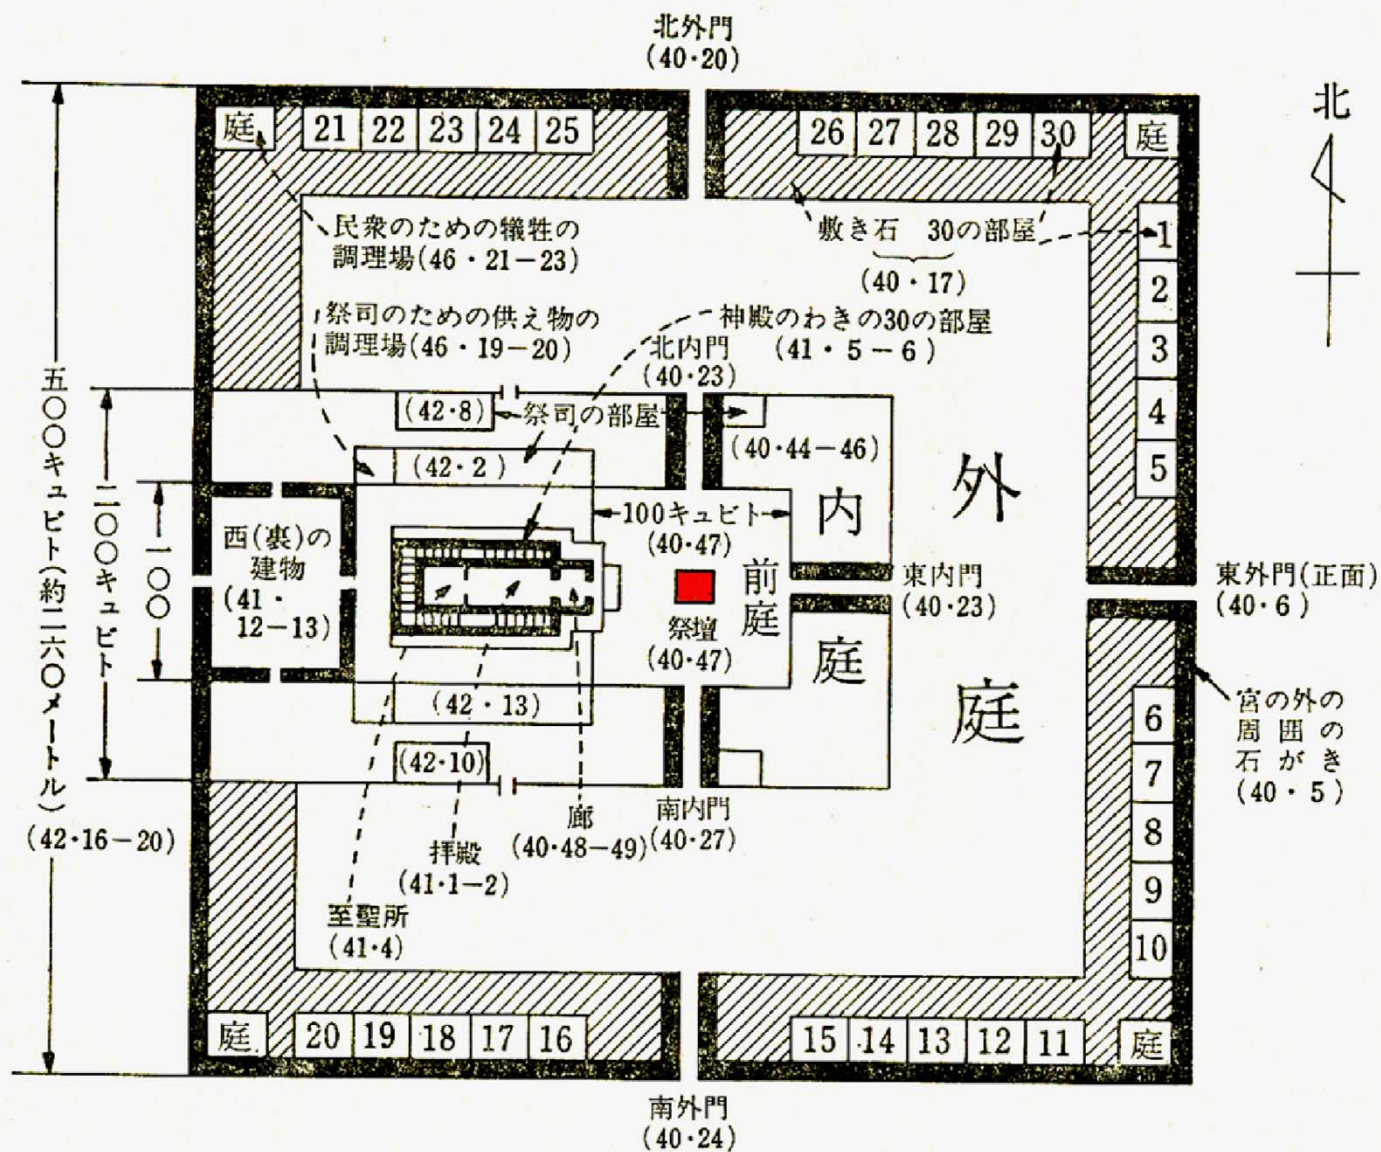 北外門
(40・20)
北
庭
21 22 23 24 25
26 27 28 29 30
庭
民衆のための犠牲の
調理場(46・21-23)
敷き石 30の部屋
(40・17)
1
2
3
4
5
祭司のための供え物の
調理場(46・19-20)
神殿のわきの30の部屋
(41・5-6)
北内門
(40・23)
(42・8)
祭司の部屋
(40・44-46)
(42・2)
五〇〇キュビト(約二六〇メートル)
(42・16-20)
二〇〇キュビト
一〇〇
西(裏)の
建物
(41・
12-13)
100キュビト
(40・47)
祭壇
(40・47)
前庭
内庭
外庭
東内門
(40・23)
東外門(正面)
(40・6)
宮の外の
周囲の
石がき
(40・5)
(42・13)
(42・10)
廊
(40・48-49)
南内門
(40・27)
拝殿
(41・1-2)
至聖所
(41・4)
6
7
8
9
10
庭
20 19 18 17 16
15 14 13 12 11
庭
南外門
(40・24)